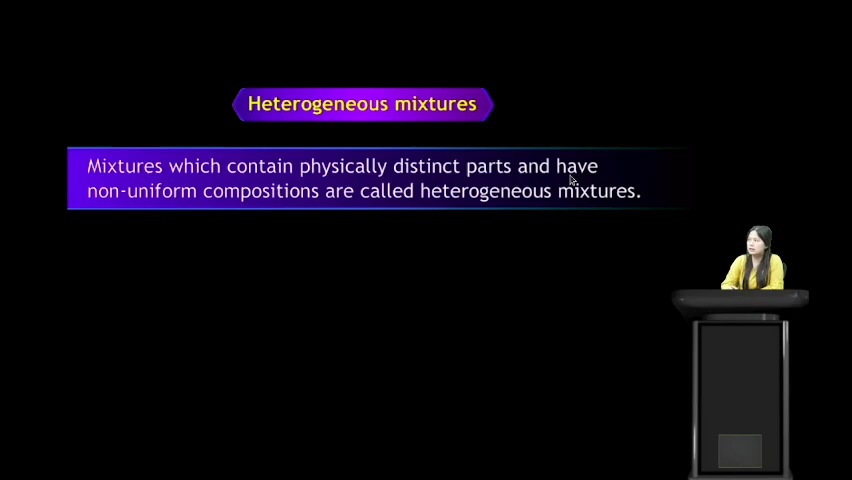 Heterogeneous mixtures
Mixtures which contain physically distinct parts and have
non-uniform compositions are called heterogeneous mixtures.